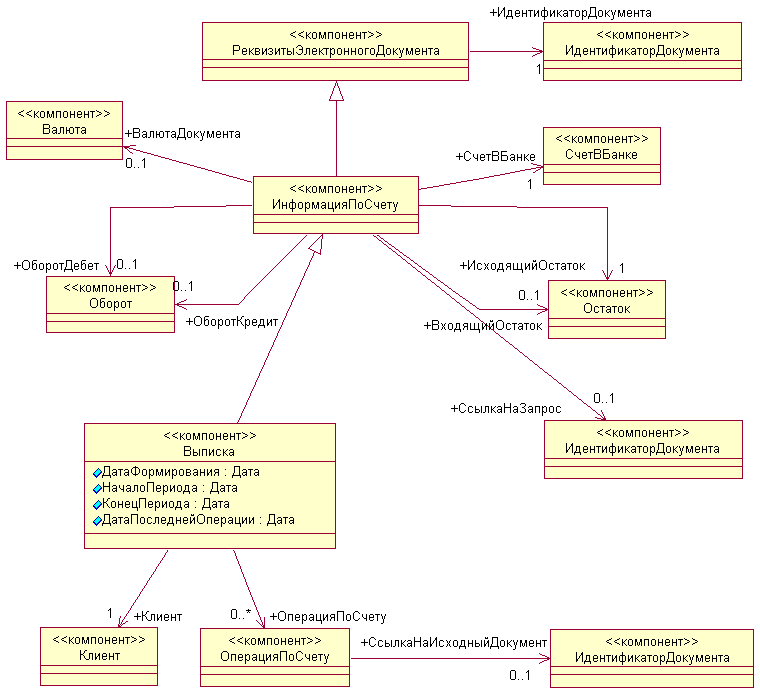 +ИдентификаторДокумента
<<компонент>>
РеквизитыЭлектронногоДокумента
<<компонент>>
ИдентификаторДокумента
1
<<компонент>>
Валюта
+ВалютаДокумента
0..1
<<компонент>>
СчетВБанке
+СчетВБанке
1
<<компонент>>
ИнформацияПоСчету
+ОборотДебет
0..1
+ИсходящийОстаток
1
<<компонент>>
Оборот
0..1
+ОборотКредит
0..1
+ВходящийОстаток
<<компонент>>
Остаток
0..1
+СсылкаНаЗапрос
<<компонент>>
ИдентификаторДокумента
<<компонент>>
Выписка
ДатаФормирования : Дата
НачалоПериода : Дата
КонецПериода : Дата
ДатаПоследнейОперации : Дата
1
+Клиент
0..*
+ОперацияПоСчету
<<компонент>>
Клиент
<<компонент>>
ОперацияПоСчету
+СсылкаНаИсходныйДокумент
0..1
<<компонент>>
ИдентификаторДокумента